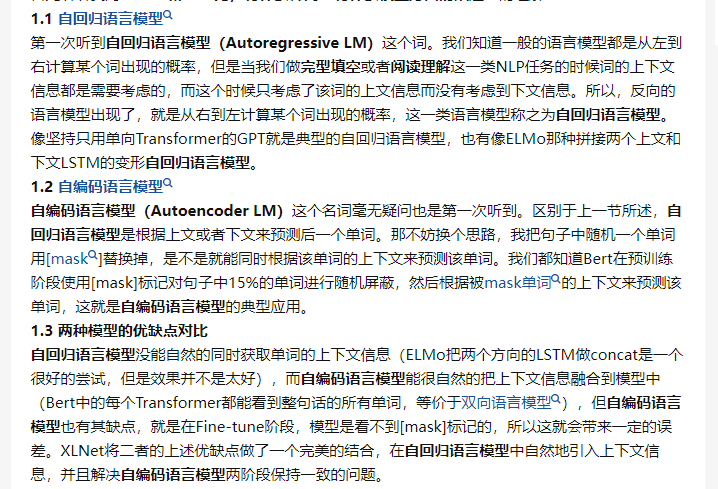 1.1 自回归语言模型
第一次听到自回归语言模型（Autoregressive LM）这个词。我们知道一般的语言模型都是从左到
右计算某个词出现的概率，但是当我们做完型填空或者阅读理解这一类NLP任务的时候词的上下文
信息都是需要考虑的，而这个时候只考虑了该词的上文信息而没有考虑到下文信息。所以，反向的
语言模型出现了，就是从右到左计算某个词出现的概率，这一类语言模型称之为自回归语言模型。
像坚持只用单向Transformer的GPT就是典型的自回归语言模型，也有像ELMo那种拼接两个上文和
下文LSTM的变形自回归语言模型。
1.2 自编码语言模型
自编码语言模型（Autoencoder LM）这个名词毫无疑问也是第一次听到。区别于上一节所述，自
回归语言模型是根据上文或者下文来预测后一个单词。那不妨换个思路，我把句子中随机一个单词
用[mask]替换掉，是不是就能同时根据该单词的上下文来预测该单词。我们都知道Bert在预训练
阶段使用[mask]标记对句子中15%的单词进行随机屏蔽，然后根据被mask单词的上下文来预测该
单词，这就是自编码语言模型的典型应用。
1.3 两种模型的优缺点对比
自回归语言模型没能自然的同时获取单词的上下文信息（ELMo把两个方向的LSTM做concat是一个
很好的尝试，但是效果并不是太好），而自编码语言模型能很自然的把上下文信息融合到模型中
（Bert中的每个Transformer都能看到整句话的所有单词，等价于双向语言模型），但自编码语言
模型也有其缺点，就是在Fine-tune阶段，模型是看不到[mask]标记的，所以这就会带来一定的误
差。XLNet将二者的上述优缺点做了一个完美的结合，在自回归语言模型中自然地引入上下文信
息，并且解决自编码语言模型两阶段保持一致的问题。